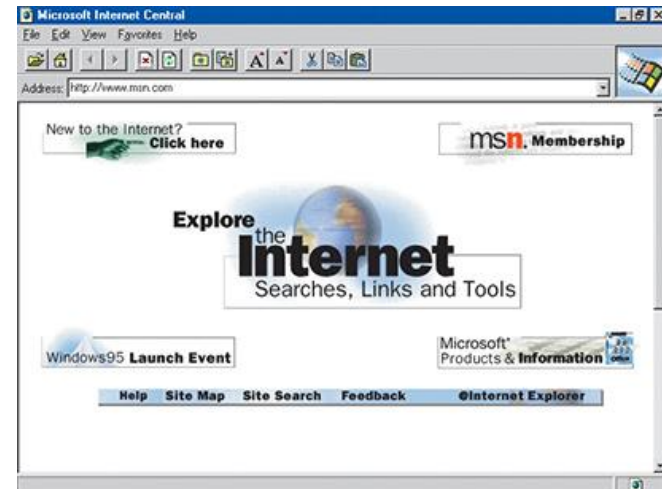 Microsoft Internet Central
File Edit View Favorites Help
A A
Address: http://www.msn.com
New to the Internet?
Click here
msn. Membership
Explore
the
Internet
Searches, Links and Tools
Windows95 Launch Event
Microsoft®
Products & Information
Help Site Map Site Search Feedback @Internet Explorer